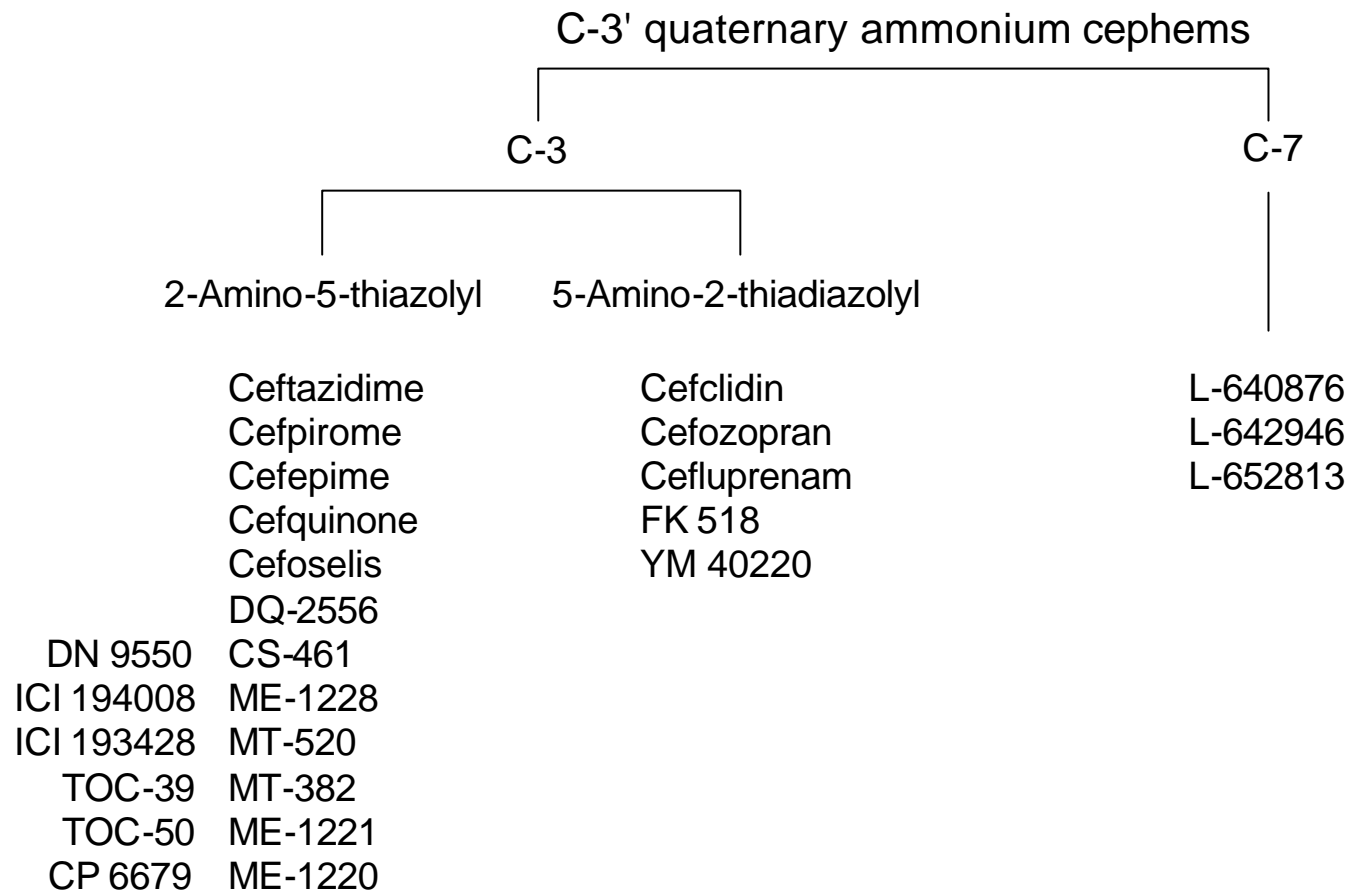 C-3' quaternary ammonium cephems
C-3 C-7
2-Amino-5-thiazolyl 5-Amino-2-thiadiazolyl
Ceftazidime Cefclidin L-640876
Cefpirome Cefozopran L-642946
Cefepime Cefluprenam L-652813
Cefquinone FK 518
Cefoselis YM 40220
DQ-2556
DN 9550 CS-461
ICI 194008 ME-1228
ICI 193428 MT-520
TOC-39 MT-382
TOC-50 ME-1221
CP 6679 ME-1220